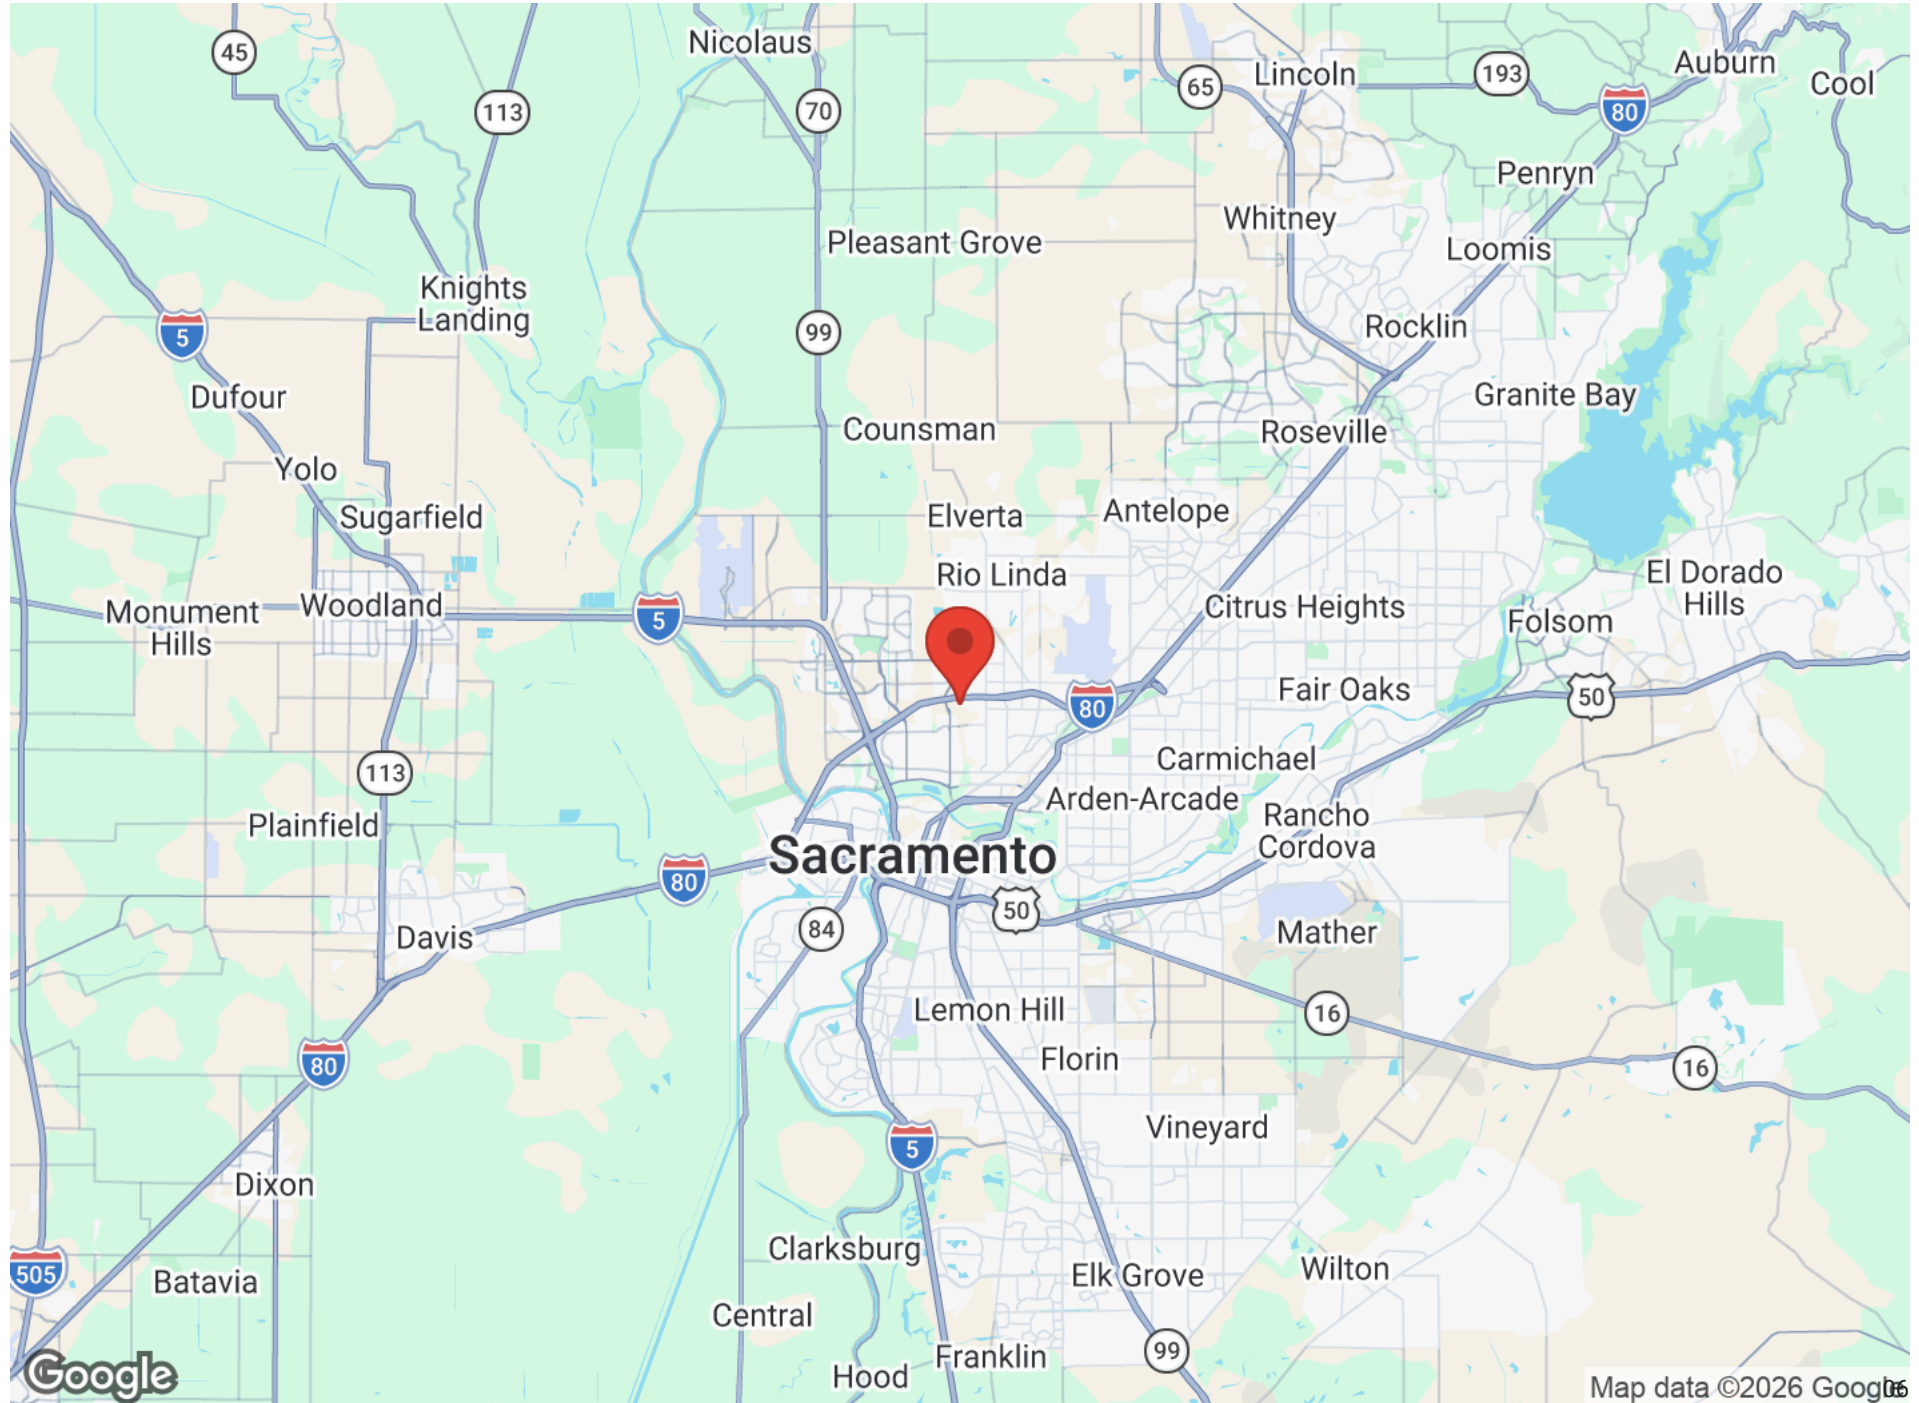 45
Nicolaus
113
70
65
Lincoln
193
80
Auburn
Cool
Penryn
Whitney
Pleasant Grove
Loomis
Knights
Landing
5
99
Rocklin
Dufour
Granite Bay
Counsman
Roseville
Yolo
Sugarfield
Elverta
Antelope
Rio Linda
El Dorado
Hills
Monument
Hills
Woodland
5
Citrus Heights
Folsom
80
Fair Oaks
50
113
Carmichael
Arden-Arcade
Rancho
Cordova
Plainfield
Sacramento
80
50
84
Davis
Mather
Lemon Hill
16
80
Florin
16
5
Vineyard
Dixon
Clarksburg
505
Batavia
Elk Grove
Wilton
Central
Franklin
99
Hood
Google
Map data ©2026 Google
06